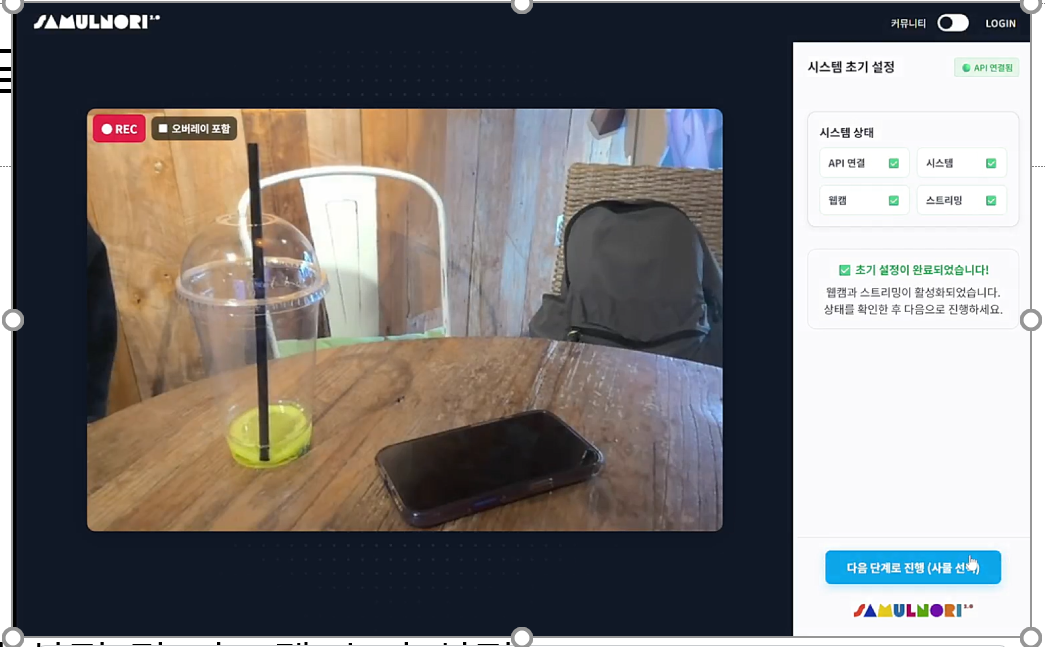 SAMULNORI 2.0
커뮤니티
LOGIN
REC
오버레이 포함
시스템 초기 설정
API 연결됨
시스템 상태
API 연결
시스템
웹캠
스트리밍
초기 설정이 완료되었습니다!
웹캠과 스트리밍이 활성화되었습니다.
상태를 확인한 후 다음으로 진행하세요.
다음 단계로 진행 (사물 선택)
SAMULNORI 2.0